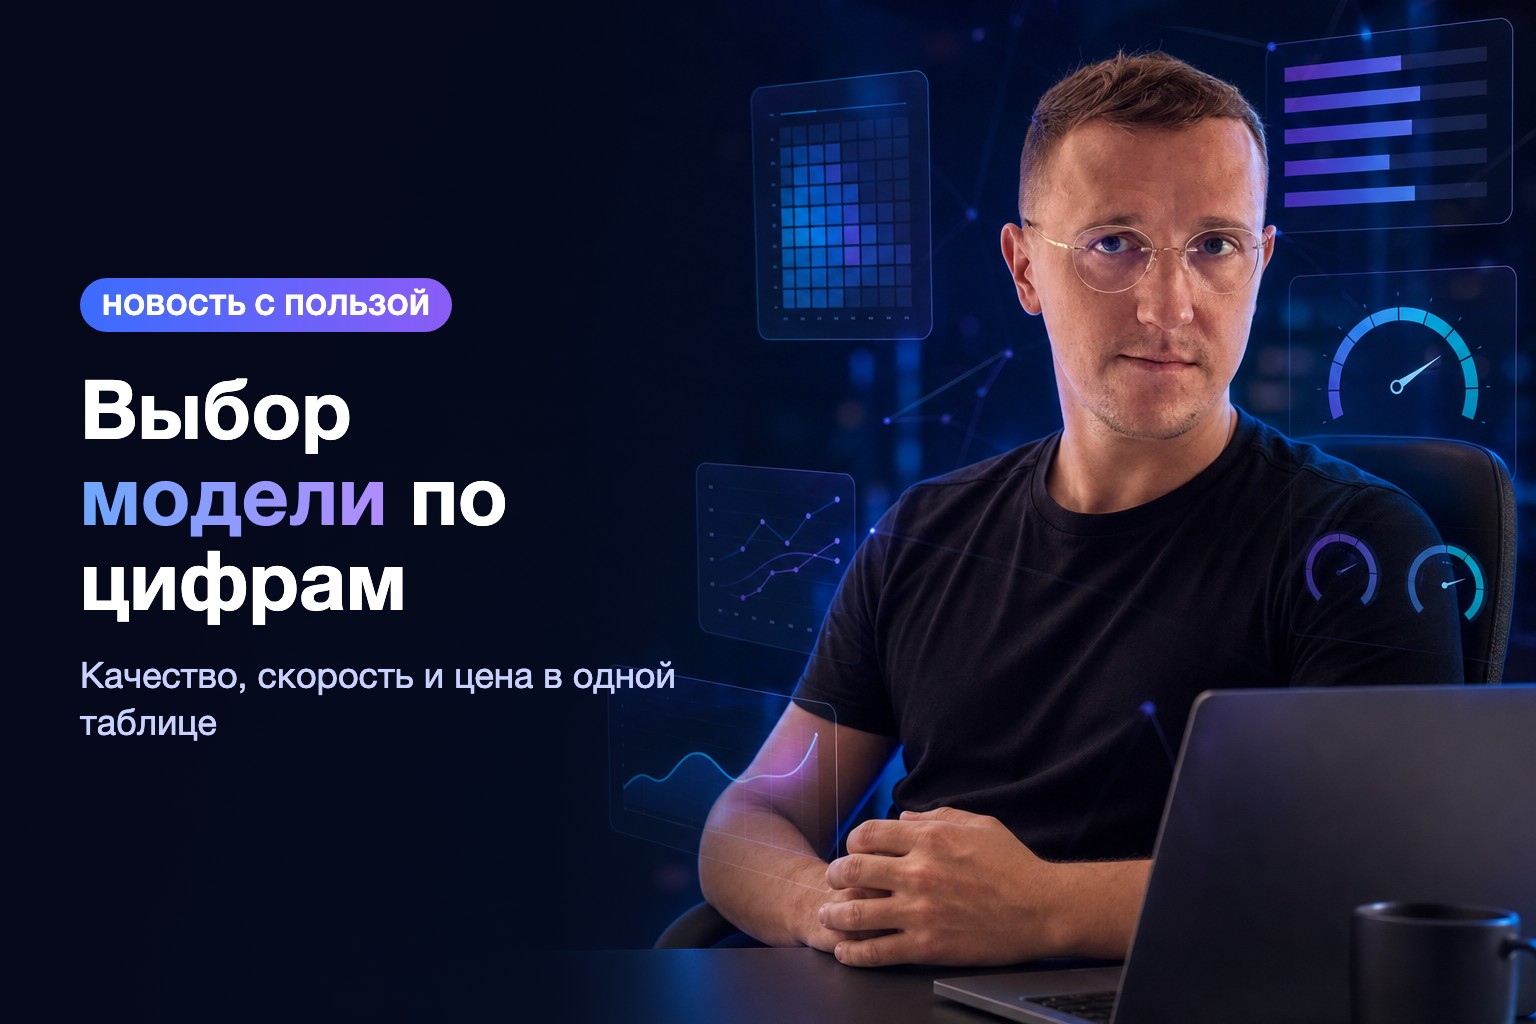 НОВОСТЬ С ПОЛЬЗОЙ
Выбор
модели по
цифрам
Качество, скорость и цена в одной
таблице